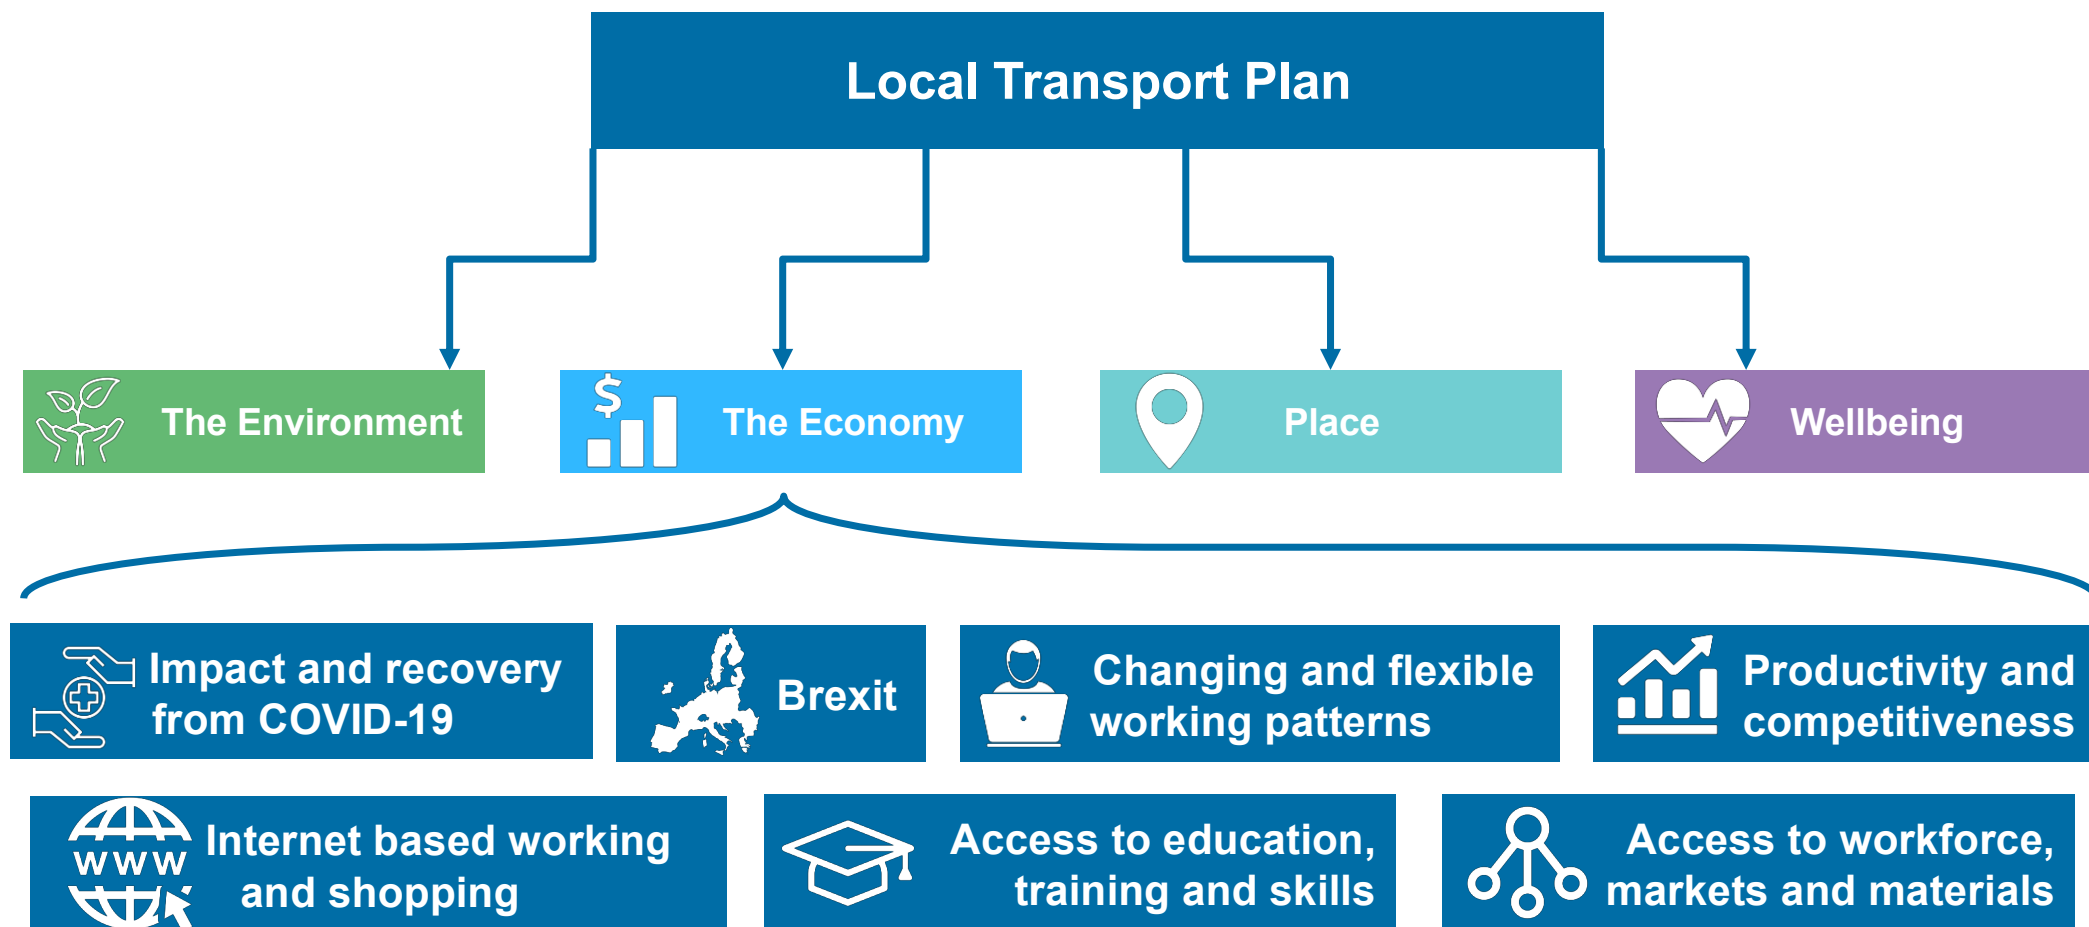 Local Transport Plan
The Environment
$
The Economy
Place
Wellbeing
Impact and recovery
from COVID-19
Brexit
Changing and flexible
working patterns
Productivity and
competitiveness
www
Internet based working
and shopping
Access to education,
training and skills
Access to workforce,
markets and materials